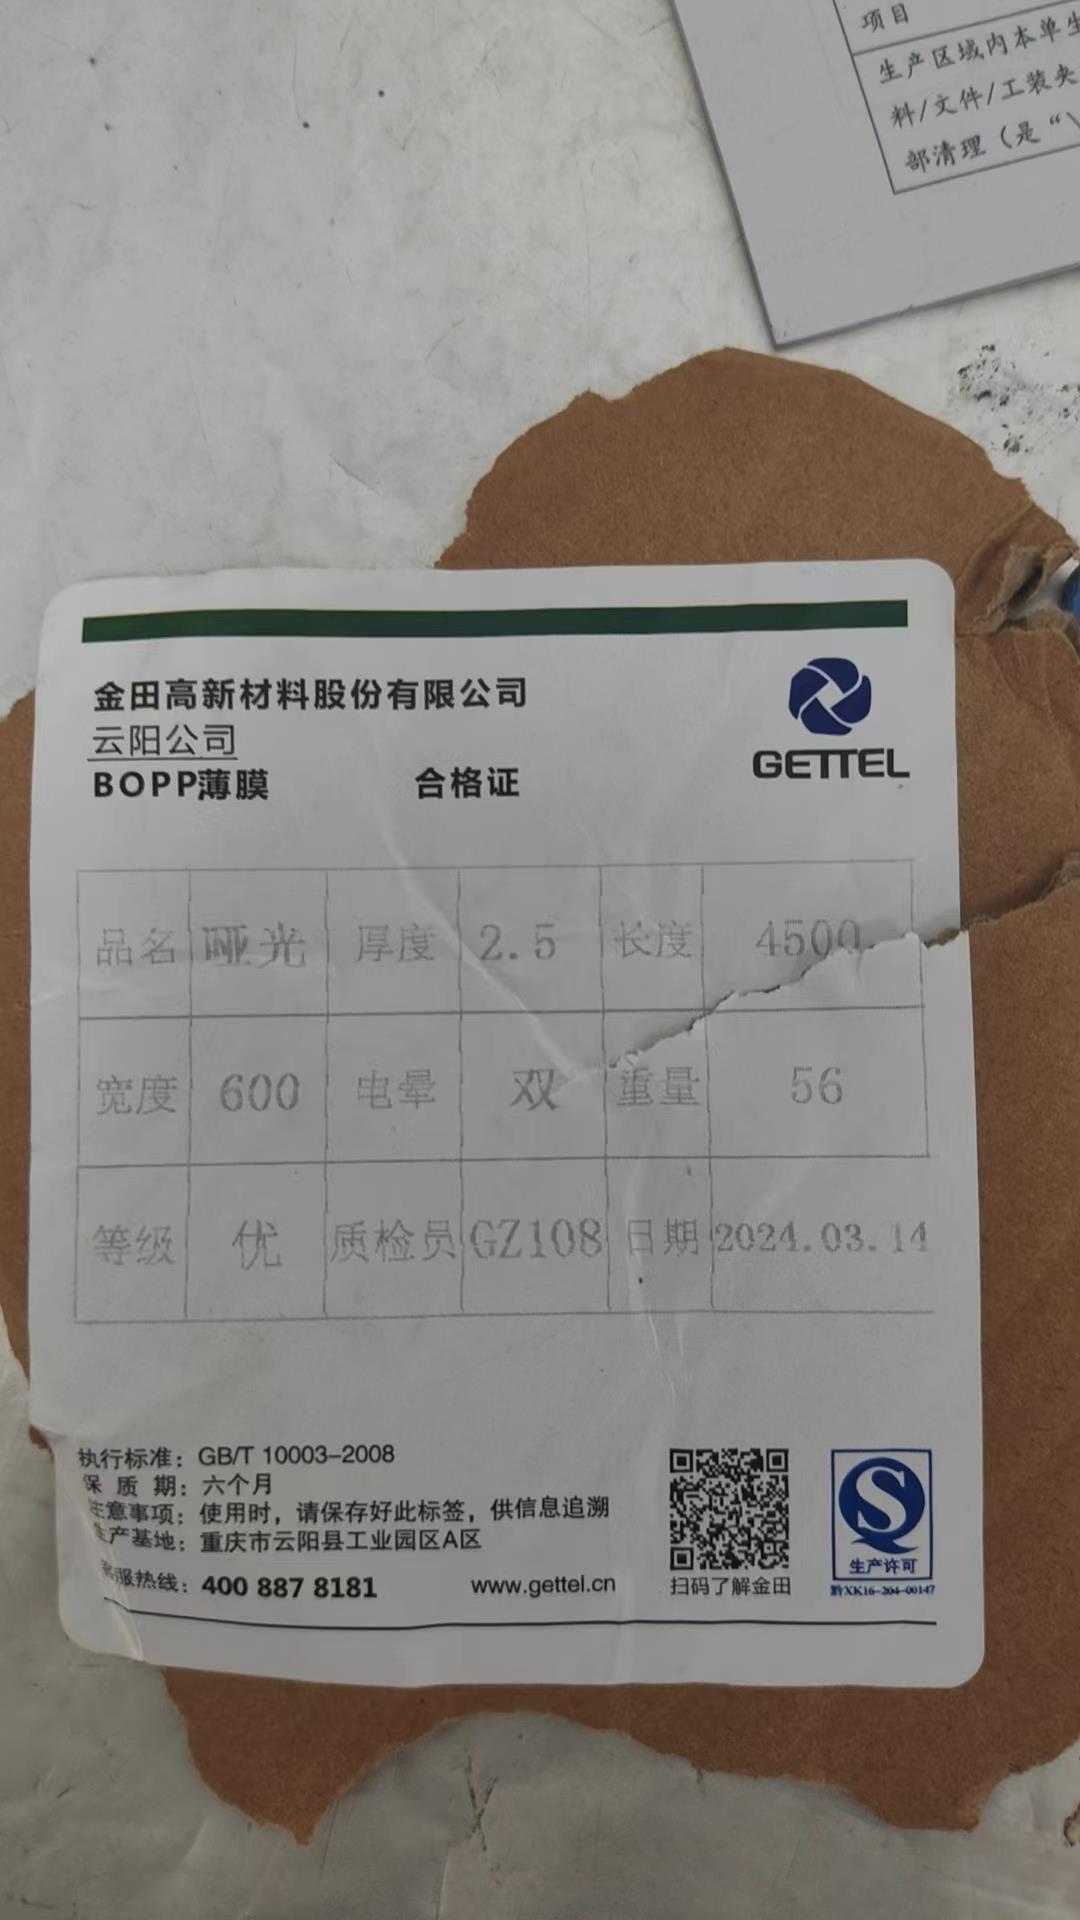 项目
生产区域内本单生
料/文件/工装夹
部清理（是“\
金田高新材料股份有限公司
云阳公司
BOPP薄膜 合格证
GETTEL
品名 哑光 厚度 2.5 长度 4500
宽度 600 电晕 双 重量 56
等级 优 质检员 GZ108 日期 2024.03.14
执行标准：GB/T 10003-2008
保 质 期：六个月
注意事项：使用时，请保存好此标签，供信息追溯
生产基地：重庆市云阳县工业园区A区
客服热线：400 887 8181 www.gettel.cn
扫码了解金田
生产许可
黔XK16-204-00147